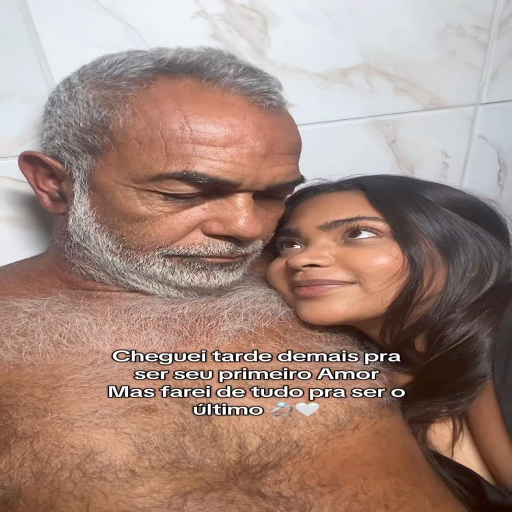 Cheguei tarde demais pra
ser seu primeiro Amor
Mas farei de tudo pra ser o
último 💍🤍